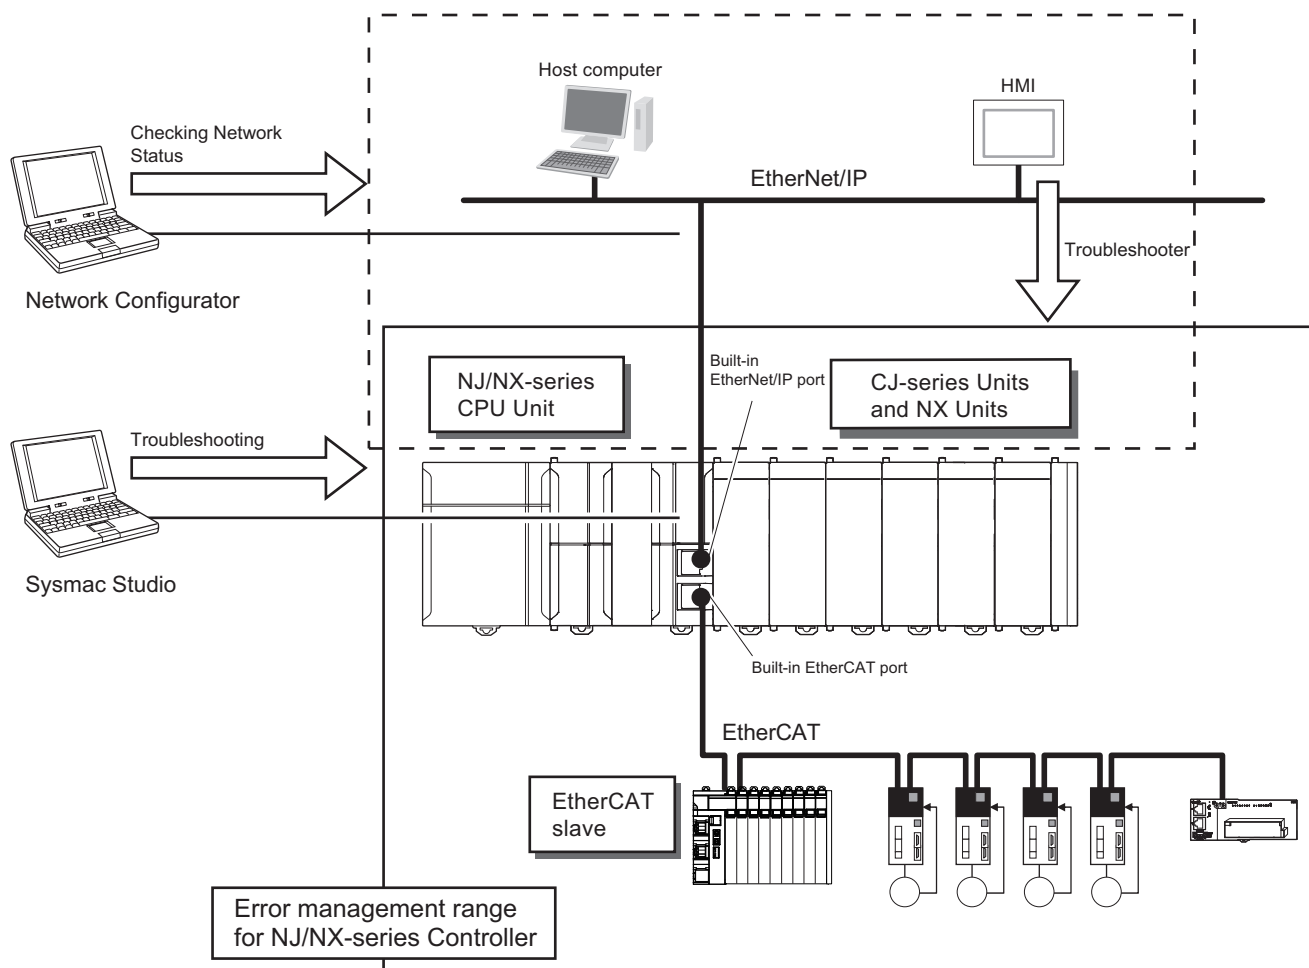 Host computer
HMI
Checking Network
Status
EtherNet/IP
Troubleshooter
Network Configurator
Built-in
EtherNet/IP port
NJ/NX-series
CPU Unit
CJ-series Units
and NX Units
Troubleshooting
Sysmac Studio
Built-in EtherCAT port
EtherCAT
EtherCAT
slave
Error management range
for NJ/NX-series Controller